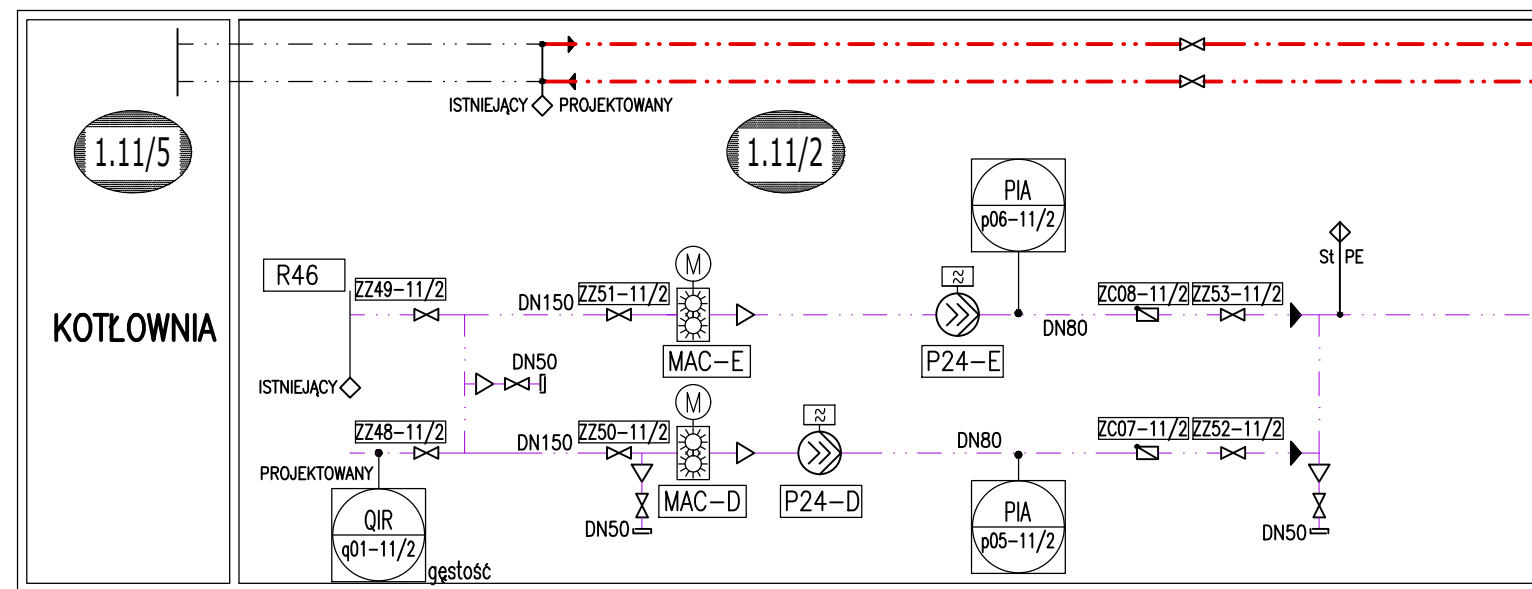 ISTNIEJĄCY PROJEKTOWANY
1.11/5
1.11/2
KOTŁOWNIA
PIA
p06-11/2
St PE
R46
ZZ49-11/2
DN150
ZZ51-11/2
M
MAC-E
P24-E
DN80
ZC08-11/2
ZZ53-11/2
ISTNIEJĄCY
DN50
ZZ48-11/2
DN150
ZZ50-11/2
M
MAC-D
P24-D
DN80
ZC07-11/2
ZZ52-11/2
PROJEKTOWANY
QIR
q01-11/2
gęstość
DN50
PIA
p05-11/2
DN50